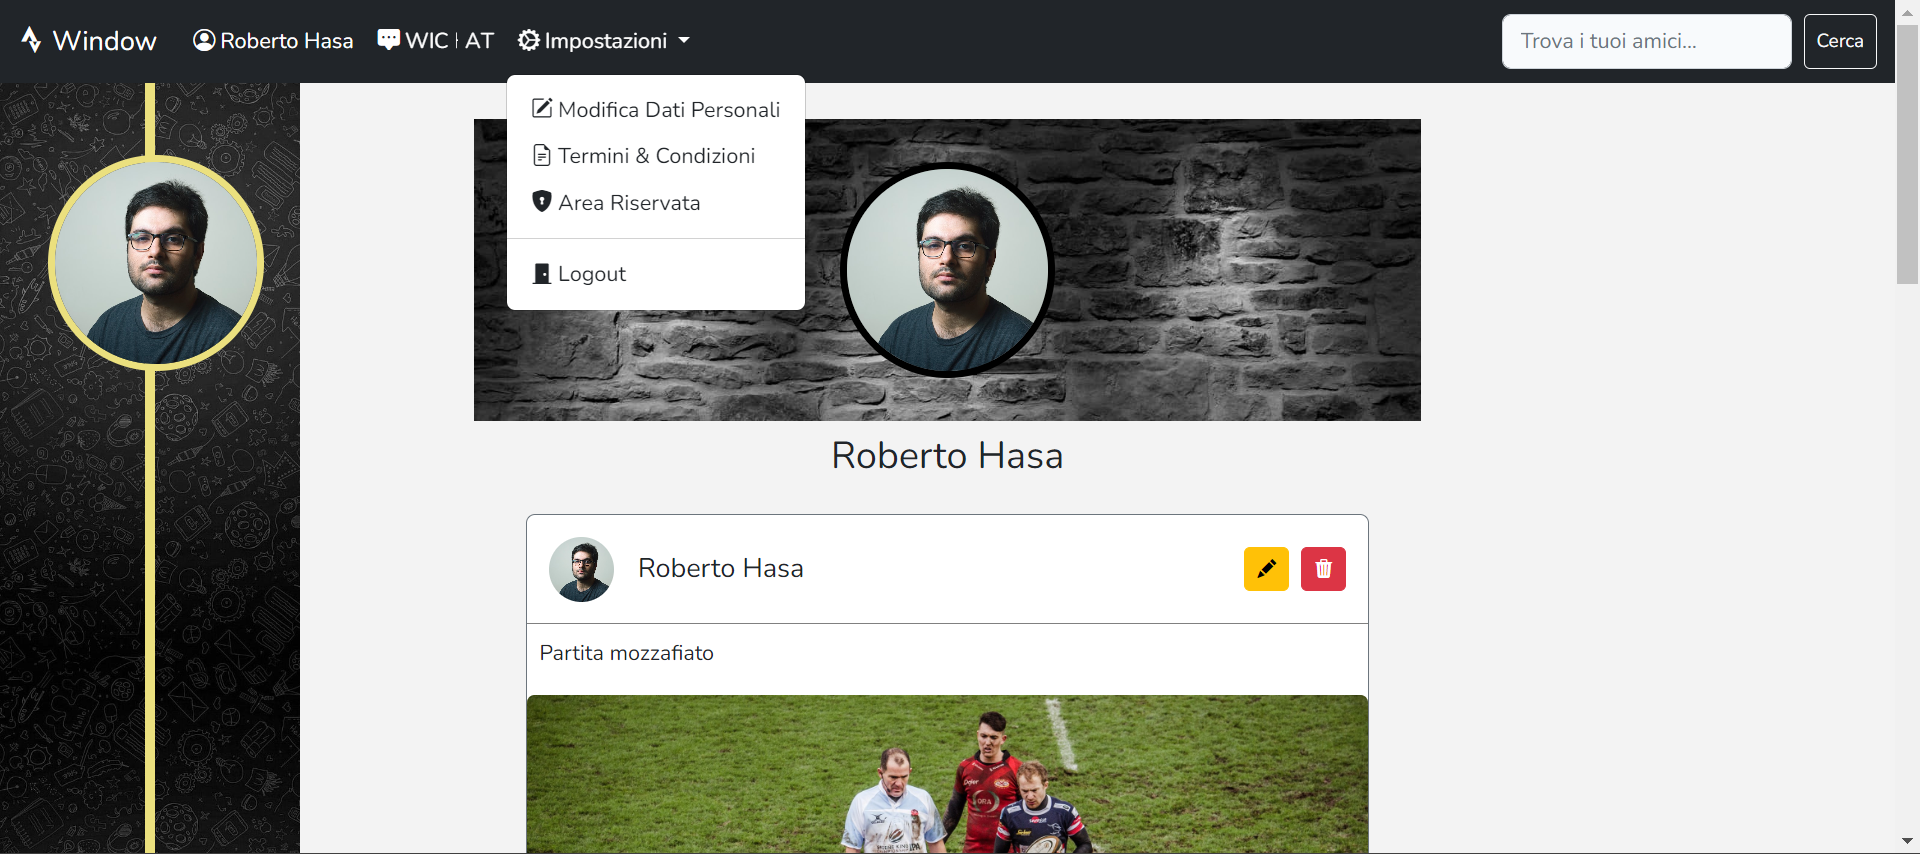 Window
Roberto Hasa
WIC AT
Impostazioni
Trova i tuoi amici...
Cerca
Modifica Dati Personali
Termini & Condizioni
Area Riservata
Logout
Roberto Hasa
Roberto Hasa
Partita mozzafiato